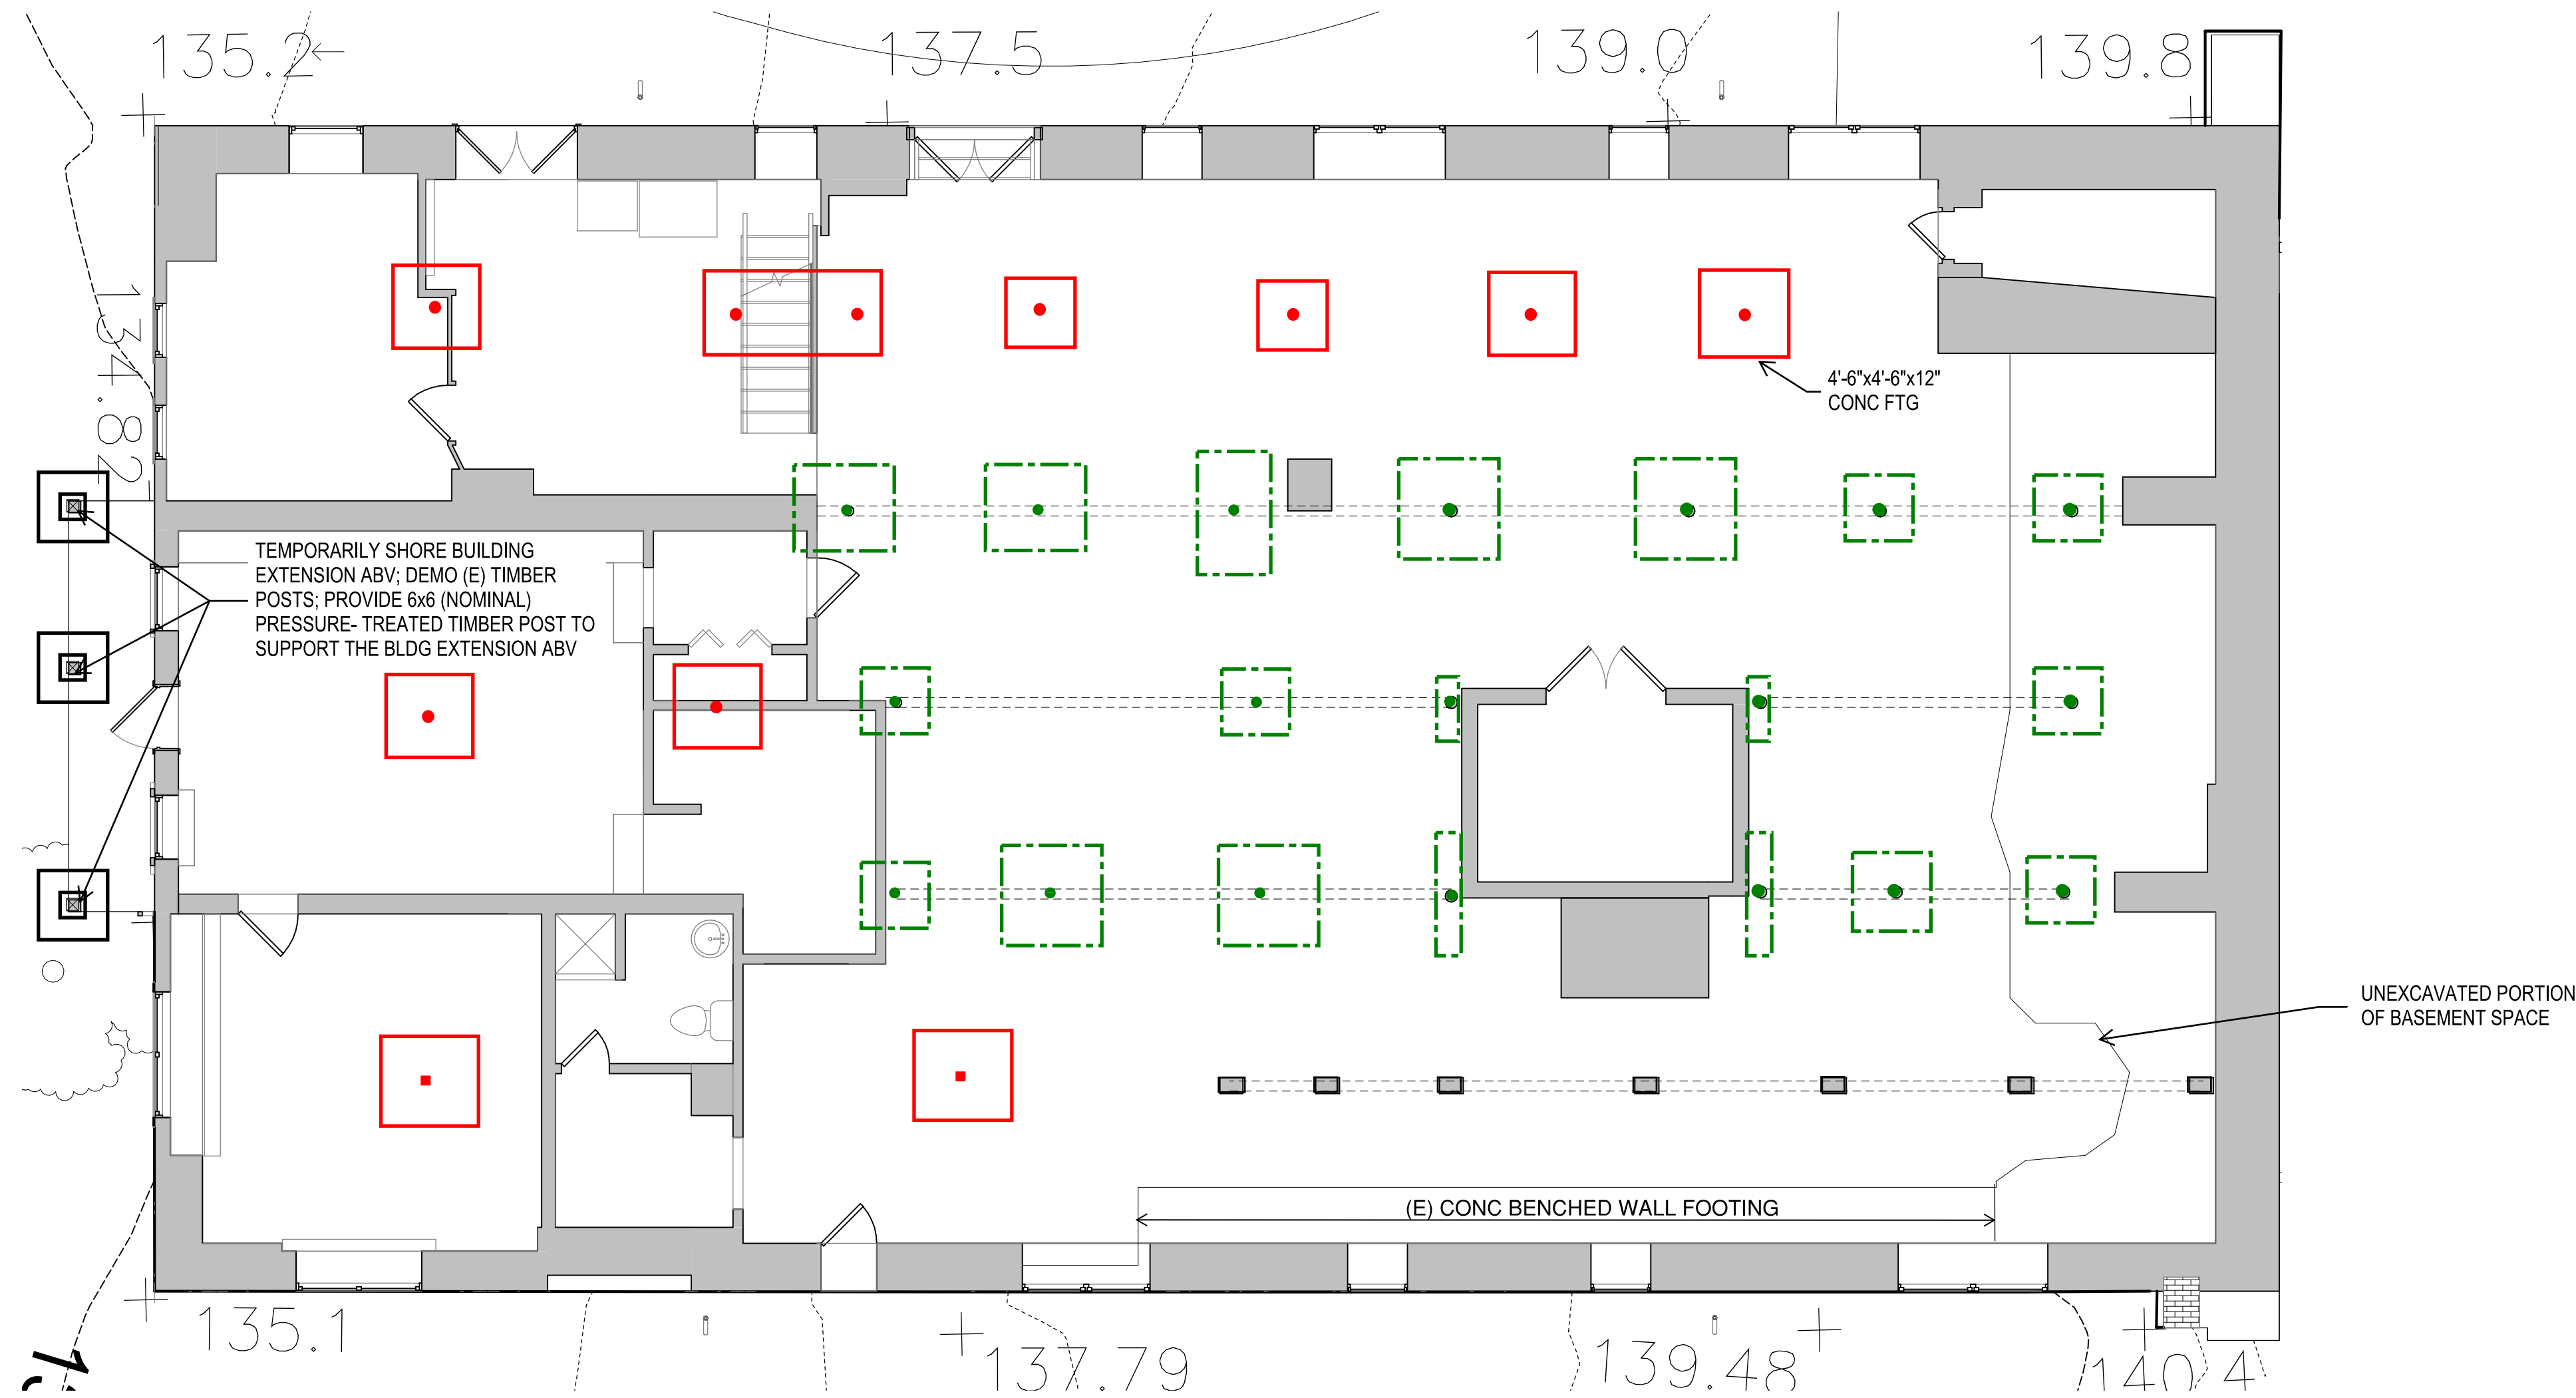 135.2
137.5
139.0
139.8
134.82
4'-6"x4'-6"x12"
CONC FTG
TEMPORARILY SHORE BUILDING
EXTENSION ABV; DEMO (E) TIMBER
POSTS; PROVIDE 6x6 (NOMINAL)
PRESSURE- TREATED TIMBER POST TO
SUPPORT THE BLDG EXTENSION ABV
UNEXCAVATED PORTION
OF BASEMENT SPACE
(E) CONC BENCHED WALL FOOTING
135.1
137.79
139.48
140.4